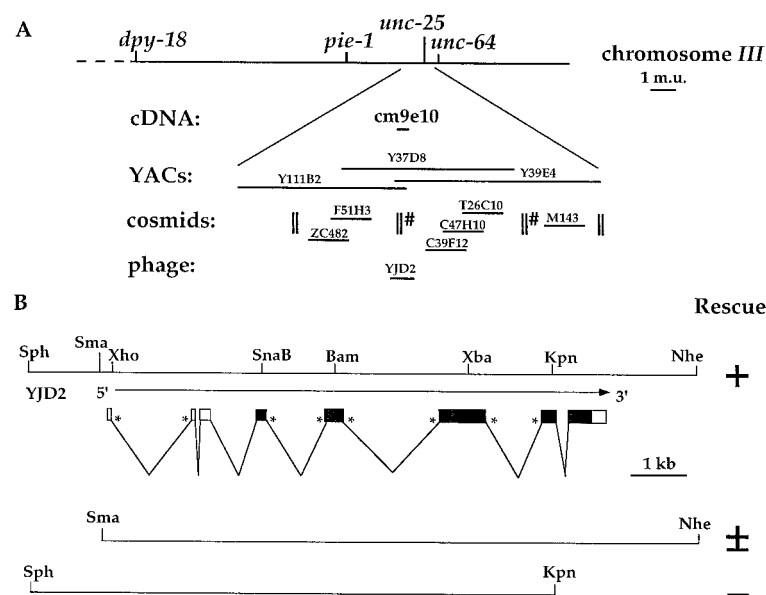 A
dpy-18 pie-1 unc-25 unc-64
chromosome III
1 m.u.
cDNA: cm9e10
YACs: Y111B2 Y37D8 Y39E4
cosmids: ZC482 F51H3 # C39F12 C47H10 T26C10 # M143
phage: YJD2
B
Rescue
Sph Sma Xho SnaB Bam Xba Kpn Nhe +
YJD2 5' 3'
* * * * * * * *
1 kb
Sma Nhe ±
Sph Kpn –